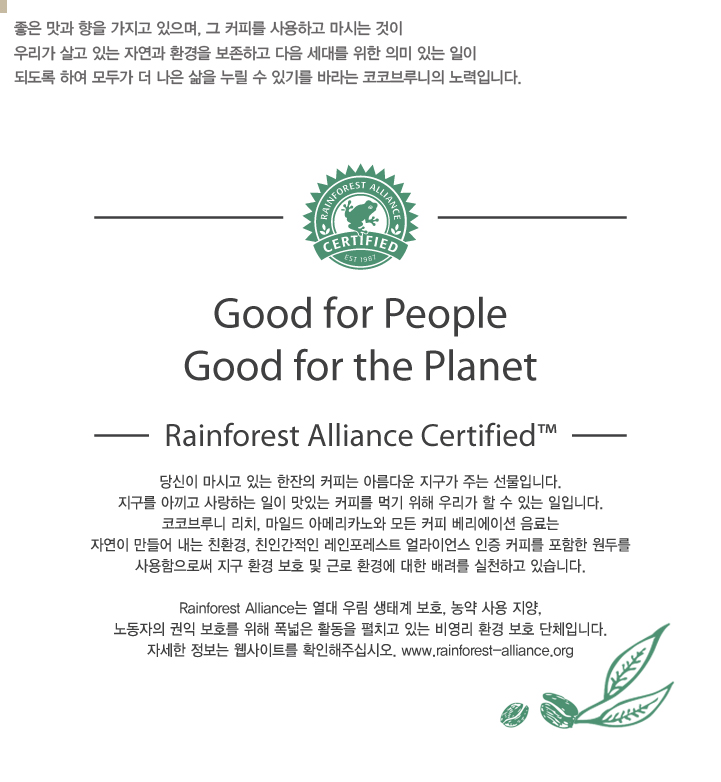 좋은 맛과 향을 가지고 있으며, 그 커피를 사용하고 마시는 것이
우리가 살고 있는 자연과 환경을 보존하고 다음 세대를 위한 의미 있는 일이
되도록 하여 모두가 더 나은 삶을 누릴 수 있기를 바라는 코코브루니의 노력입니다.
RAINFOREST ALLIANCE
CERTIFIED
EST 1987
Good for People
Good for the Planet
Rainforest Alliance Certified™
당신이 마시고 있는 한잔의 커피는 아름다운 지구가 주는 선물입니다.
지구를 아끼고 사랑하는 일이 맛있는 커피를 먹기 위해 우리가 할 수 있는 일입니다.
코코브루니 리치, 마일드 아메리카노와 모든 커피 베리에이션 음료는
자연이 만들어 내는 친환경, 친인간적인 레인포레스트 얼라이언스 인증 커피를 포함한 원두를
사용함으로써 지구 환경 보호 및 근로 환경에 대한 배려를 실천하고 있습니다.
Rainforest Alliance는 열대 우림 생태계 보호, 농약 사용 지양,
노동자의 권익 보호를 위해 폭넓은 활동을 펼치고 있는 비영리 환경 보호 단체입니다.
자세한 정보는 웹사이트를 확인해주십시오. www.rainforest-alliance.org